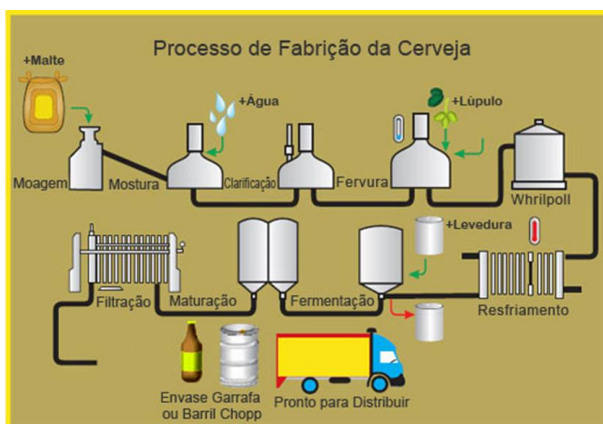 Processo de Fabrição da Cerveja
+Malte
+Água
+Lúpulo
Moagem
Mostura
Clarificação
Fervura
Whrilpoll
+Levedura
Filtração
Maturação
Fermentação
Resfriamento
Envase Garrafa
ou Barril Chopp
Pronto para Distribuir